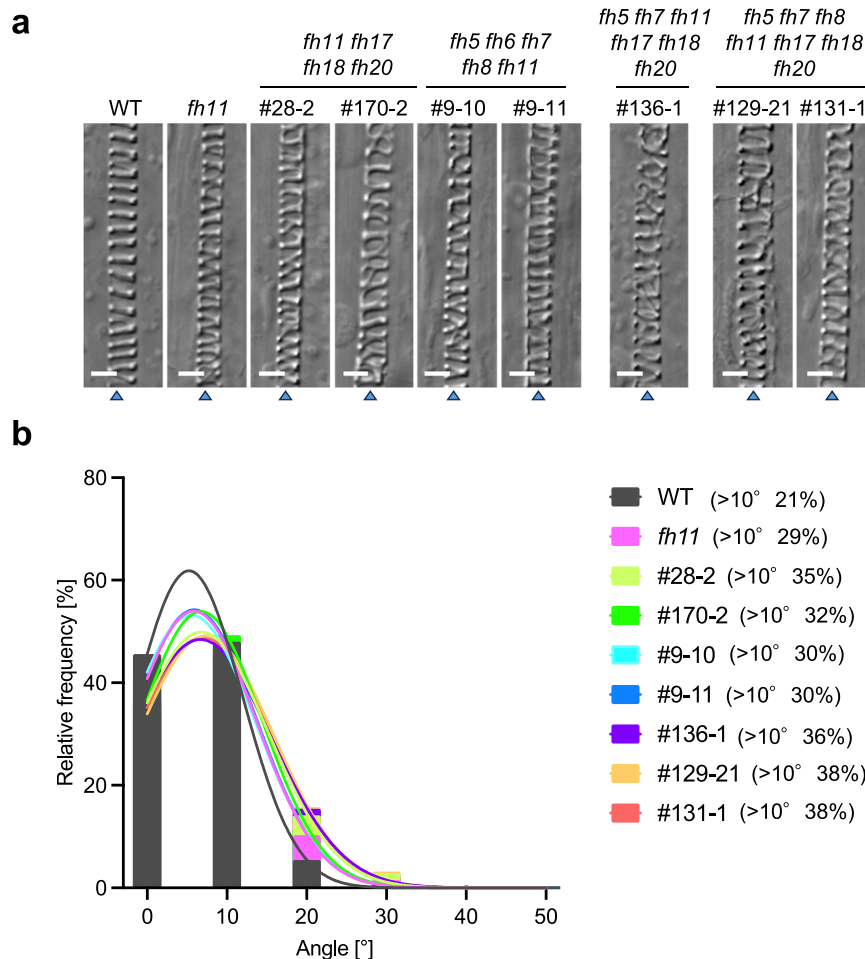 a
fh11 fh17
fh18 fh20
fh5 fh6 fh7
fh8 fh11
fh5 fh7 fh11
fh17 fh18
fh20
fh5 fh7 fh8
fh11 fh17 fh18
fh20
WT fh11 #28-2 #170-2 #9-10 #9-11 #136-1 #129-21 #131-1
b
80
60
40
20
0
Relative frequency [%]
0 10 20 30 40 50
Angle [°]
WT (>10° 21%)
fh11 (>10° 29%)
#28-2 (>10° 35%)
#170-2 (>10° 32%)
#9-10 (>10° 30%)
#9-11 (>10° 30%)
#136-1 (>10° 36%)
#129-21 (>10° 38%)
#131-1 (>10° 38%)